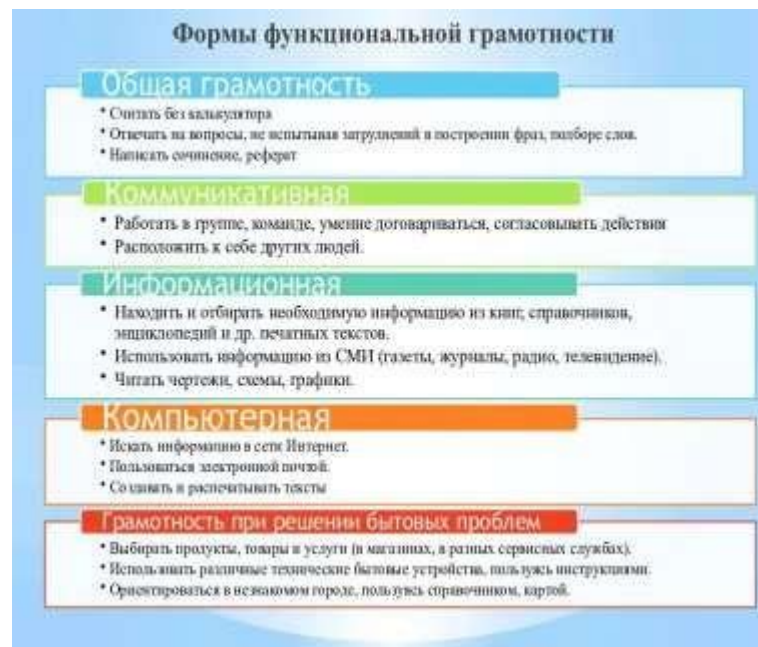 Формы функциональной грамотности
Общая грамотность
• Считать без калькулятора
• Отвечать на вопросы, не испытывая затруднений в построении фраз, подборе слов.
• Написать сочинение, реферат
Коммуникативная
• Работать в группе, команде, умение договариваться, согласовывать действия
• Расположить к себе других людей.
Информационная
• Находить и отбирать необходимую информацию из книг, справочников,
энциклопедий и др. печатных текстов.
• Использовать информацию из СМИ (газеты, журналы, радио, телевидение).
• Читать чертежи, схемы, графики.
Компьютерная
• Искать информацию в сети Интернет.
• Пользоваться электронной почтой.
• Создавать и распечатывать тексты
Грамотность при решении бытовых проблем
• Выбирать продукты, товары и услуги (в магазинах, в разных сервисных службах).
• Использовать различные технические бытовые устройства, пользуясь инструкциями.
• Ориентироваться в незнакомом городе, пользуясь справочником, картой.